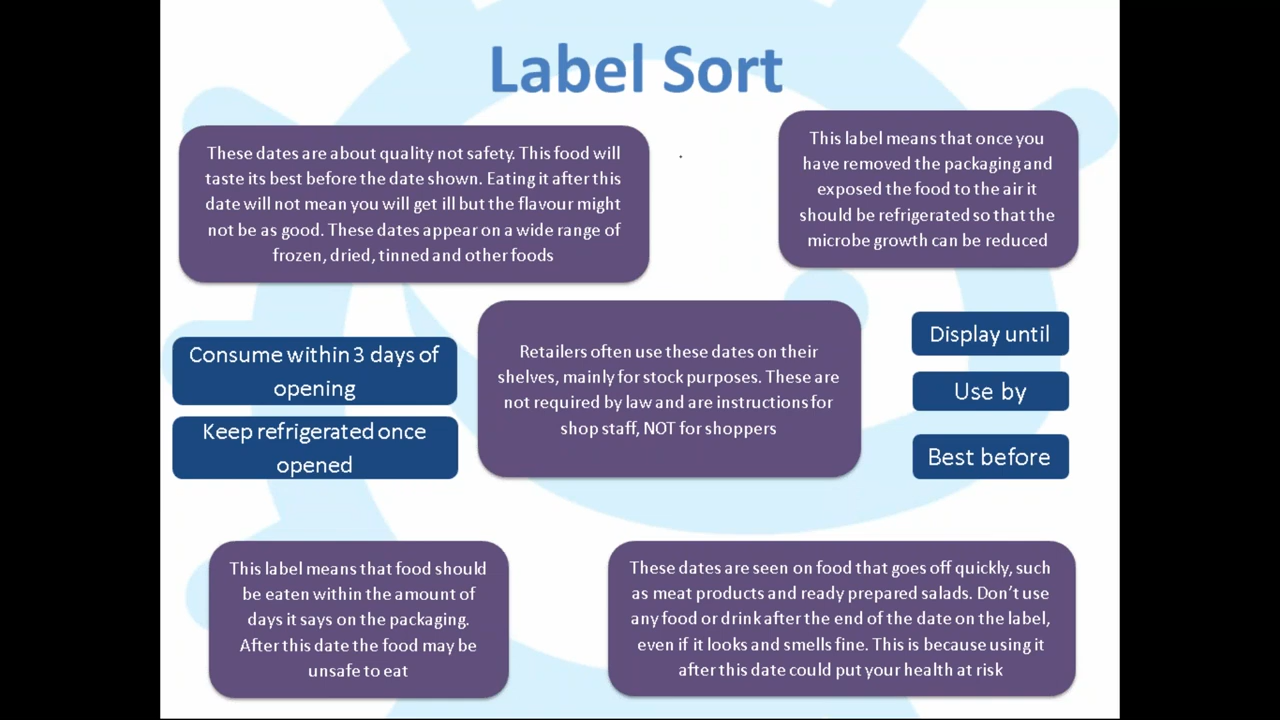 Label Sort
These dates are about quality not safety. This food will
taste its best before the date shown. Eating it after this
date will not mean you will get ill but the flavour might
not be as good. These dates appear on a wide range of
frozen, dried, tinned and other foods
This label means that once you
have removed the packaging and
exposed the food to the air it
should be refrigerated so that the
microbe growth can be reduced
Consume within 3 days of
opening
Keep refrigerated once
opened
Retailers often use these dates on their
shelves, mainly for stock purposes. These are
not required by law and are instructions for
shop staff, NOT for shoppers
Display until
Use by
Best before
This label means that food should
be eaten within the amount of
days it says on the packaging.
After this date the food may be
unsafe to eat
These dates are seen on food that goes off quickly, such
as meat products and ready prepared salads. Don’t use
any food or drink after the end of the date on the label,
even if it looks and smells fine. This is because using it
after this date could put your health at risk